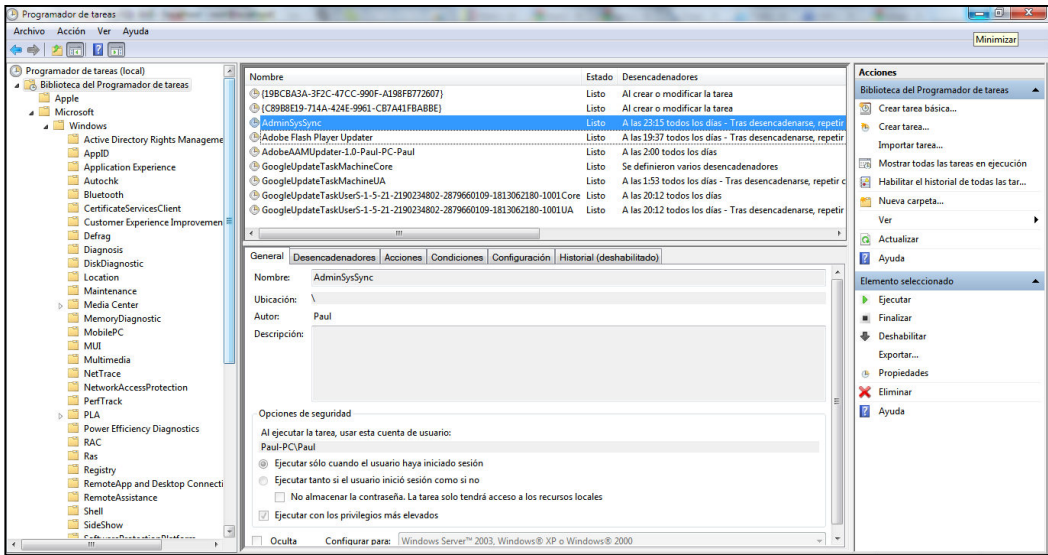 Programador de tareas
Archivo Acción Ver Ayuda
Minimizar
Programador de tareas (local)
Biblioteca del Programador de tareas
Apple
Microsoft
Windows
Active Directory Rights Manageme
AppID
Application Experience
Autochk
Bluetooth
CertificateServicesClient
Customer Experience Improvemen
Defrag
Diagnosis
DiskDiagnostic
Location
Maintenance
Media Center
MemoryDiagnostic
MobilePC
MUI
Multimedia
NetTrace
NetworkAccessProtection
PerfTrack
PLA
Power Efficiency Diagnostics
RAC
Ras
Registry
RemoteApp and Desktop Connecti
RemoteAssistance
Shell
SideShow
SoftwareProtectionPlatform
Nombre Estado Desencadenadores
{19BCBA3A-3F2C-47CC-990F-A198FB772607} Listo Al crear o modificar la tarea
{C89B8E19-714A-424E-9961-CB7A41FBABBE} Listo Al crear o modificar la tarea
AdminSysSync Listo A las 23:15 todos los días - Tras desencadenarse, repetir
Adobe Flash Player Updater Listo A las 19:37 todos los días - Tras desencadenarse, repetir
AdobeAAMUpdater-1.0-Paul-PC-Paul Listo A las 2:00 todos los días
GoogleUpdateTaskMachineCore Listo Se definieron varios desencadenadores
GoogleUpdateTaskMachineUA Listo A las 1:53 todos los días - Tras desencadenarse, repetir c
GoogleUpdateTaskUserS-1-5-21-2190234802-2879660109-1813062180-1001Core Listo A las 20:12 todos los días
GoogleUpdateTaskUserS-1-5-21-2190234802-2879660109-1813062180-1001UA Listo A las 20:12 todos los días - Tras desencadenarse, repetir
General Desencadenadores Acciones Condiciones Configuración Historial (deshabilitado)
Nombre: AdminSysSync
Ubicación: \
Autor: Paul
Descripción:
Opciones de seguridad
Al ejecutar la tarea, usar esta cuenta de usuario:
Paul-PC\Paul
Ejecutar sólo cuando el usuario haya iniciado sesión
Ejecutar tanto si el usuario inició sesión como si no
No almacenar la contraseña. La tarea solo tendrá acceso a los recursos locales
Ejecutar con los privilegios más elevados
Oculta Configurar para: Windows Server™ 2003, Windows® XP o Windows® 2000
Acciones
Biblioteca del Programador de tareas
Crear tarea básica...
Crear tarea...
Importar tarea...
Mostrar todas las tareas en ejecución
Habilitar el historial de todas las tar...
Nueva carpeta...
Ver
Actualizar
Ayuda
Elemento seleccionado
Ejecutar
Finalizar
Deshabilitar
Exportar...
Propiedades
Eliminar
Ayuda